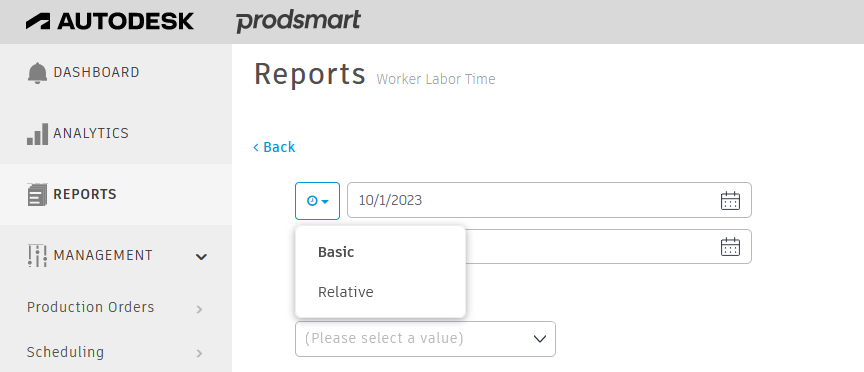 AUTODESK prodsmart
DASHBOARD
ANALYTICS
REPORTS
MANAGEMENT
Production Orders
Scheduling
Reports Worker Labor Time
Back
10/1/2023
Basic
Relative
(Please select a value)